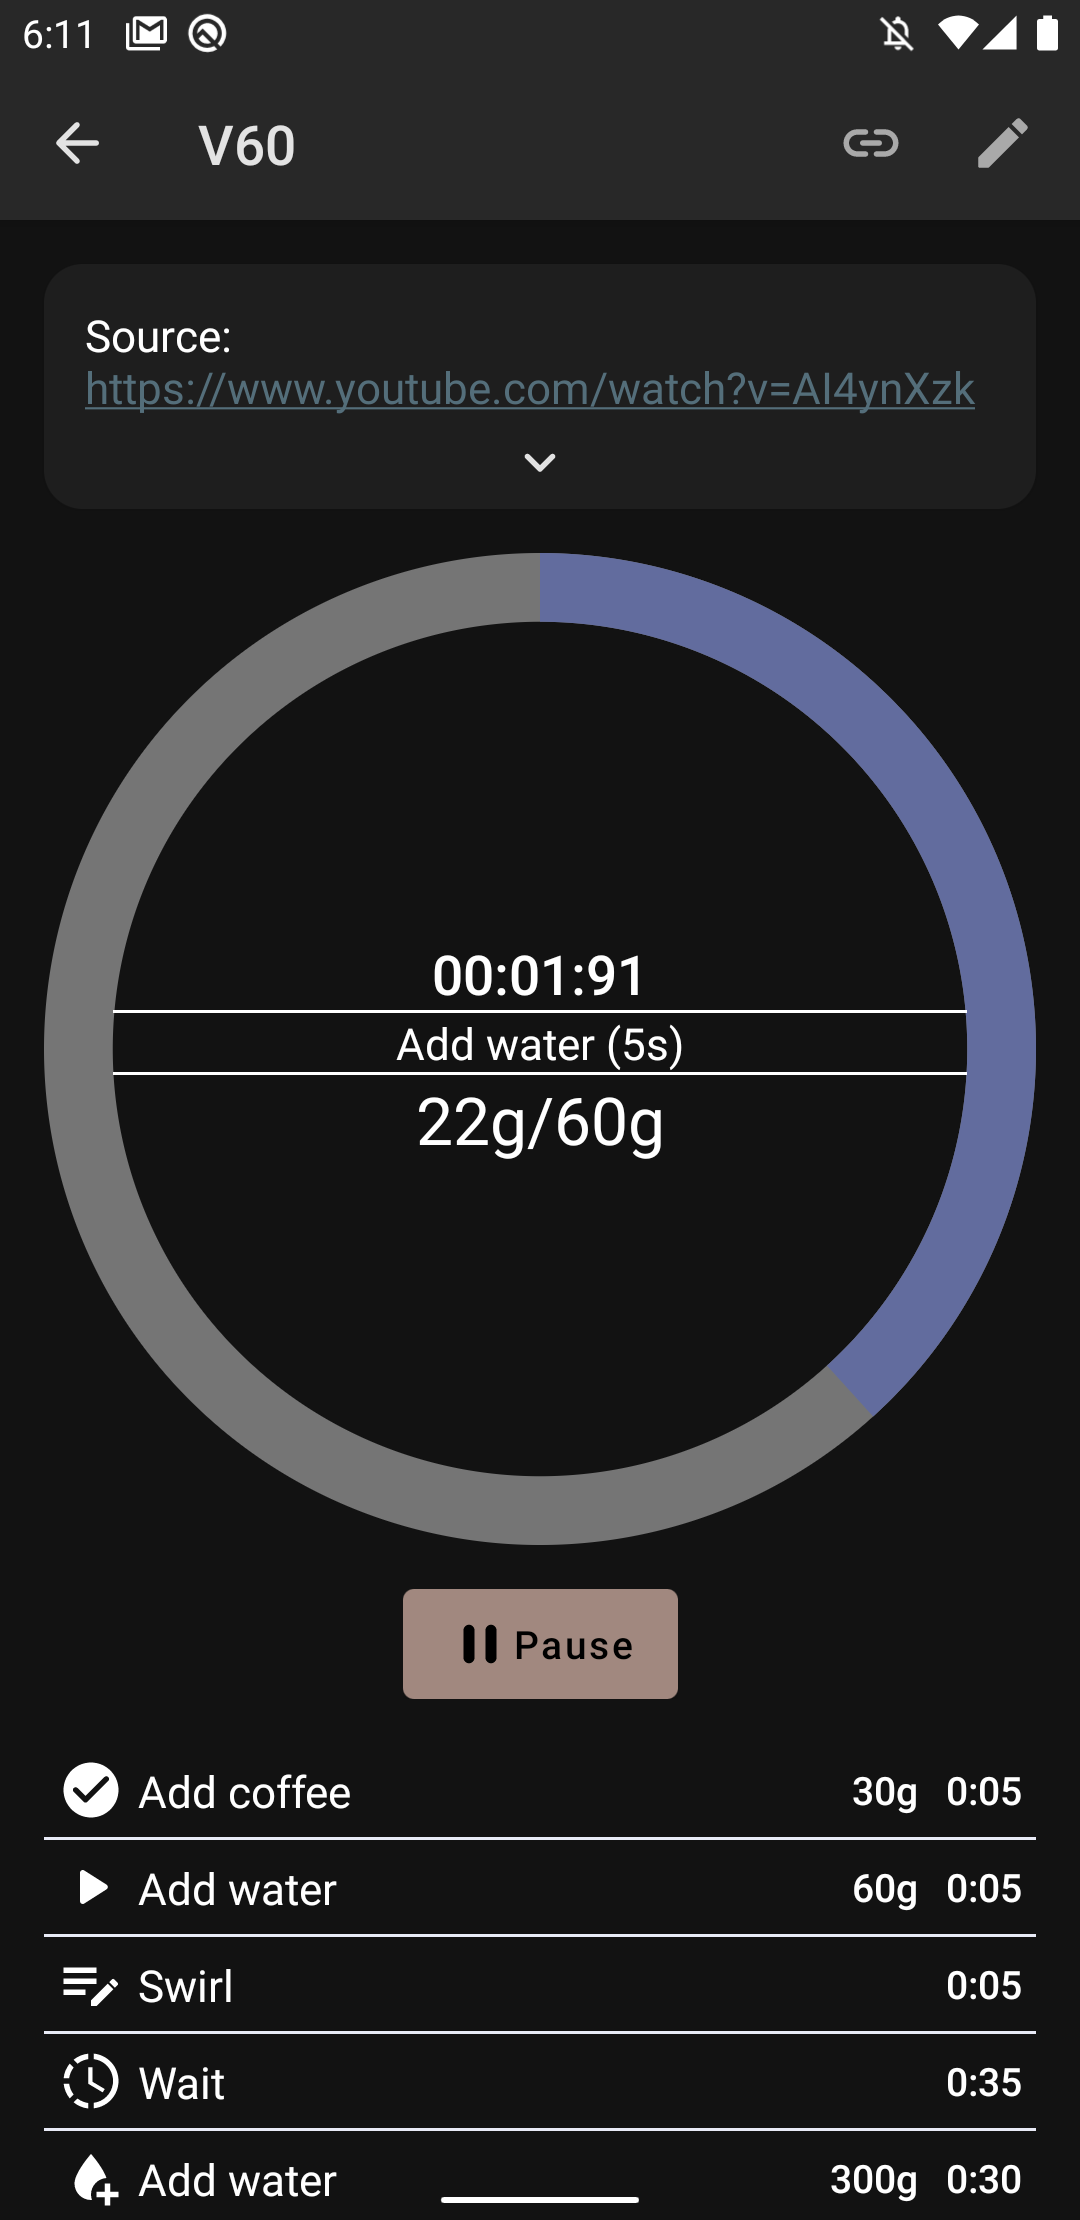 6:11
V60
Source:
https://www.youtube.com/watch?v=AI4ynXzk
00:01:91
Add water (5s)
22g/60g
Pause
Add coffee 30g 0:05
Add water 60g 0:05
Swirl 0:05
Wait 0:35
Add water 300g 0:30